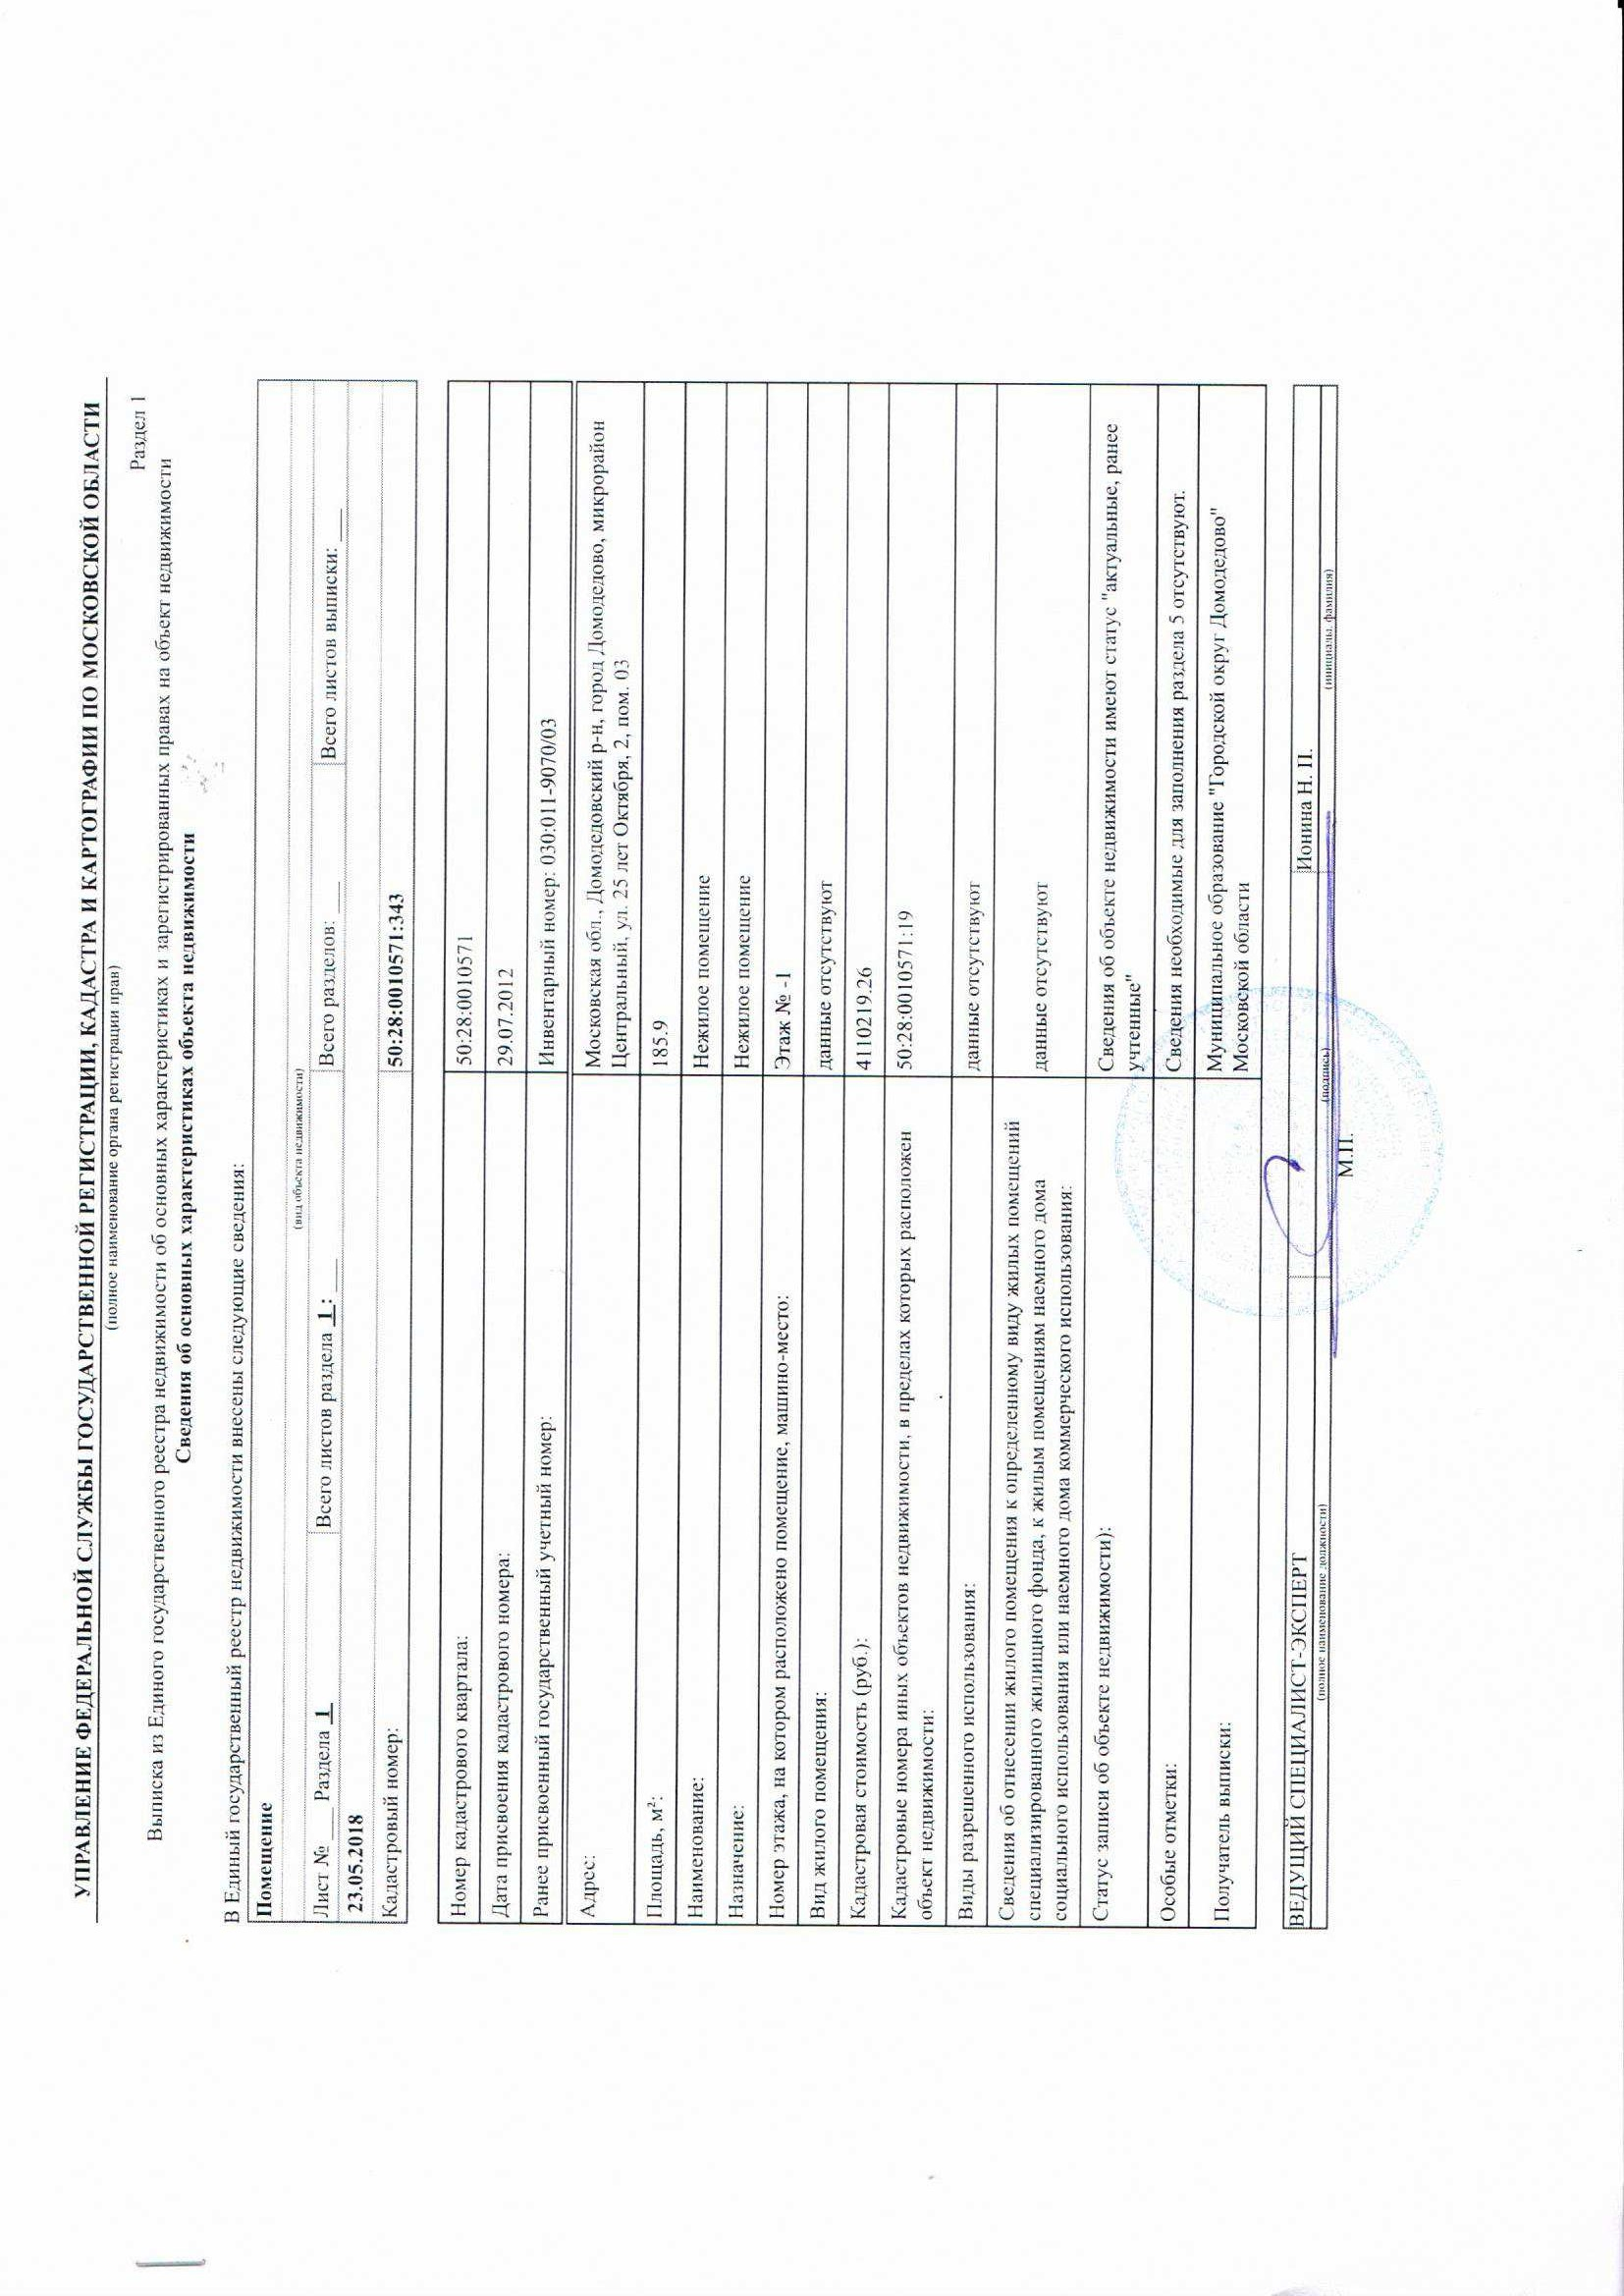 УПРАВЛЕНИЕ ФЕДЕРАЛЬНОЙ СЛУЖБЫ ГОСУДАРСТВЕННОЙ РЕГИСТРАЦИИ, КАДАСТРА И КАРТОГРАФИИ ПО МОСКОВСКОЙ ОБЛАСТИ
(полное наименование органа регистрации прав)
Раздел 1
Выписка из Единого государственного реестра недвижимости об основных характеристиках и зарегистрированных правах на объект недвижимости
Сведения об основных характеристиках объекта недвижимости
В Единый государственный реестр недвижимости внесены следующие сведения:
Помещение
(вид объекта недвижимости)
Лист № ___ Раздела 1 Всего листов раздела 1 : ___ Всего разделов: ___ Всего листов выписки: ___
23.05.2018
Кадастровый номер: 50:28:0010571:343
Номер кадастрового квартала: 50:28:0010571
Дата присвоения кадастрового номера: 29.07.2012
Ранее присвоенный государственный учетный номер: Инвентарный номер: 030:011-9070/03
Адрес: Московская обл., Домодедовский р-н, город Домодедово, микрорайон
Центральный, ул. 25 лет Октября, 2, пом. 03
Площадь, м²: 185.9
Наименование: Нежилое помещение
Назначение: Нежилое помещение
Номер этажа, на котором расположено помещение, машино-место: Этаж № -1
Вид жилого помещения: данные отсутствуют
Кадастровая стоимость (руб.): 4110219.26
Кадастровые номера иных объектов недвижимости, в пределах которых расположен 50:28:0010571:19
объект недвижимости:
Виды разрешенного использования: данные отсутствуют
Сведения об отнесении жилого помещения к определенному виду жилых помещений
специализированного жилищного фонда, к жилым помещениям наемного дома данные отсутствуют
социального использования или наемного дома коммерческого использования:
Статус записи об объекте недвижимости): Сведения об объекте недвижимости имеют статус "актуальные, ранее
учтенные"
Особые отметки: Сведения необходимые для заполнения раздела 5 отсутствуют.
Получатель выписки: Муниципальное образование "Городской округ Домодедово"
Московской области
ВЕДУЩИЙ СПЕЦИАЛИСТ-ЭКСПЕРТ Ионина Н. П.
(полное наименование должности) (подпись) (инициалы, фамилия)
М.П.